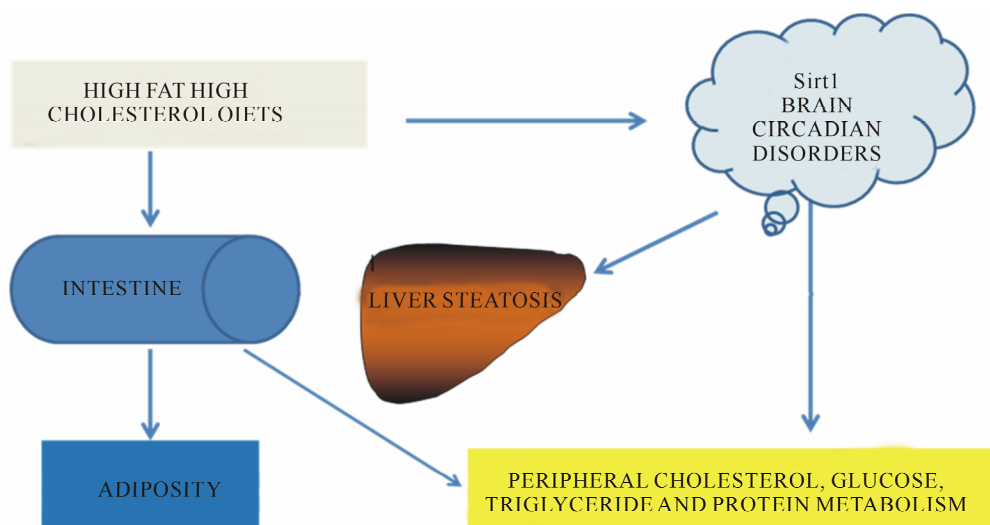 HIGH FAT HIGH
CHOLESTEROL OIETS
Sirt1
BRAIN
CIRCADIAN
DISORDERS
INTESTINE
LIVER STEATOSIS
ADIPOSITY
PERIPHERAL CHOLESTEROL, GLUCOSE,
TRIGLYCERIDE AND PROTEIN METABOLISM